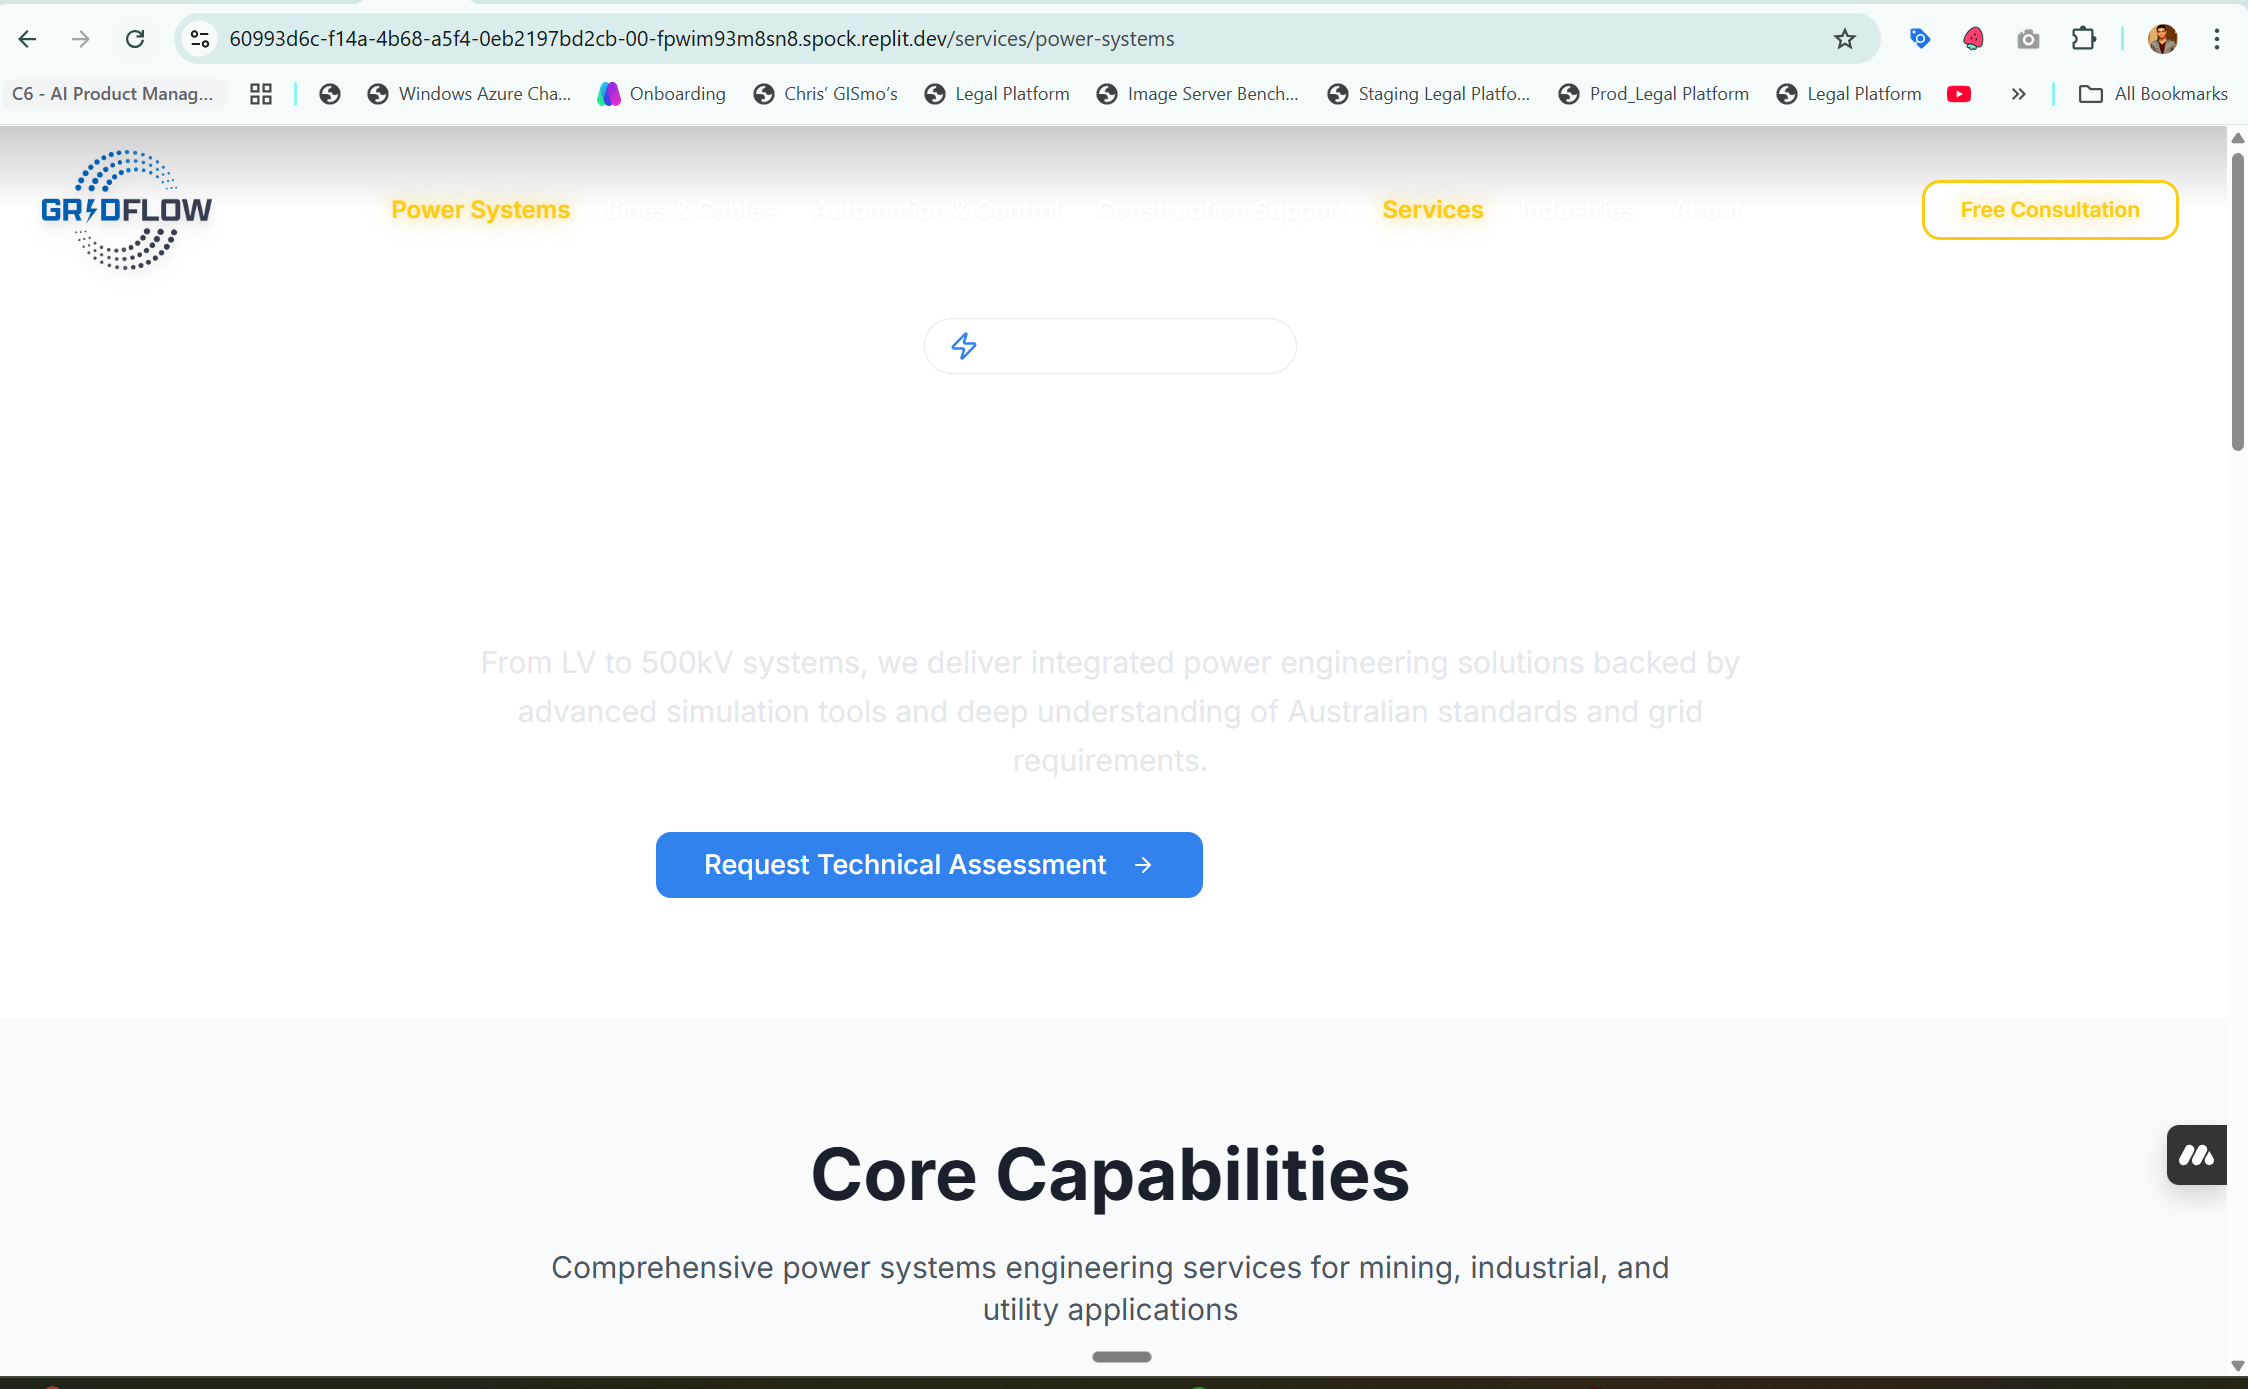 60993d6c-f14a-4b68-a5f4-0eb2197bd2cb-00-fpwim93m8sn8.spock.replit.dev/services/power-systems
C6 - AI Product Manag... Windows Azure Cha... Onboarding Chris' GISmo's Legal Platform Image Server Bench... Staging Legal Platfo... Prod_Legal Platform Legal Platform » All Bookmarks
GRIDFLOW
Power Systems Lines & Cables Automation & Control Construction Support Services Industries About Free Consultation
From LV to 500kV systems, we deliver integrated power engineering solutions backed by
advanced simulation tools and deep understanding of Australian standards and grid
requirements.
Request Technical Assessment →
Core Capabilities
Comprehensive power systems engineering services for mining, industrial, and
utility applications